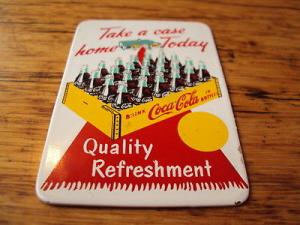 Take a case
home Today
DRINK Coca-Cola IN BOTTLES
Quality
Refreshment